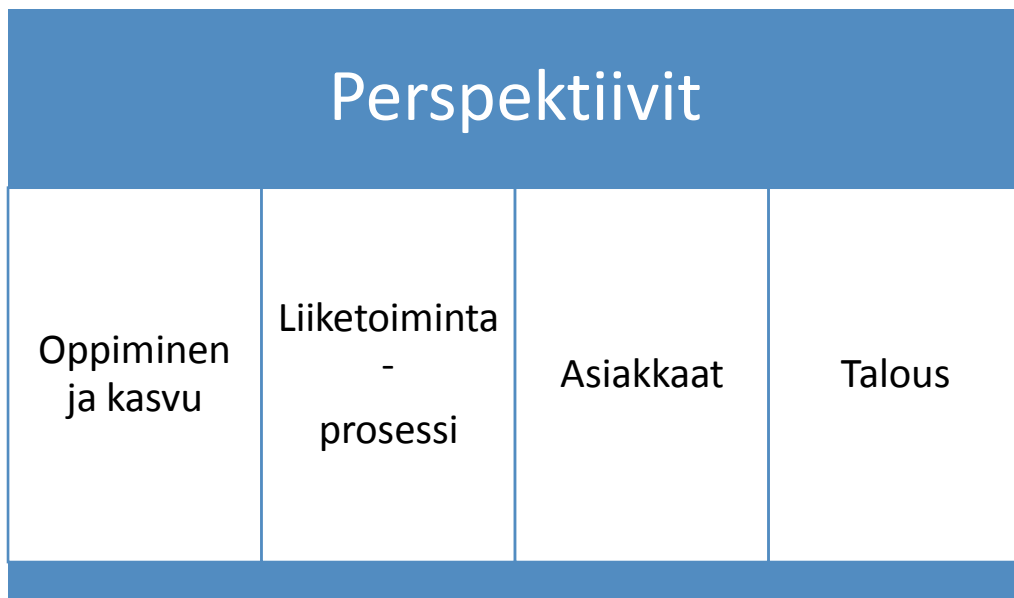 Perspektiivit
Oppiminen
ja kasvu
Liiketoiminta
-
prosessi
Asiakkaat
Talous